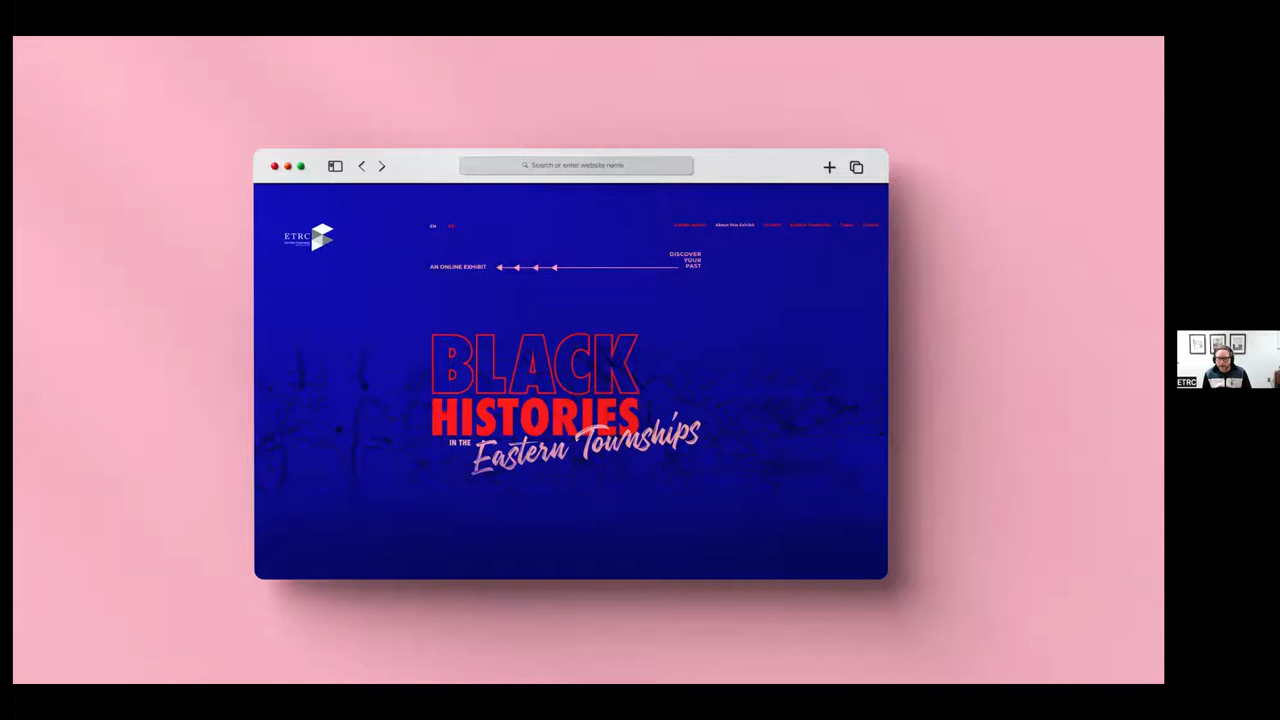 Search or enter website name
ETRC
EN
About this Exhibit
Contact
DISCOVER
YOUR
PAST
AN ONLINE EXHIBIT
BLACK
HISTORIES
IN THE
Eastern Townships
ETRC